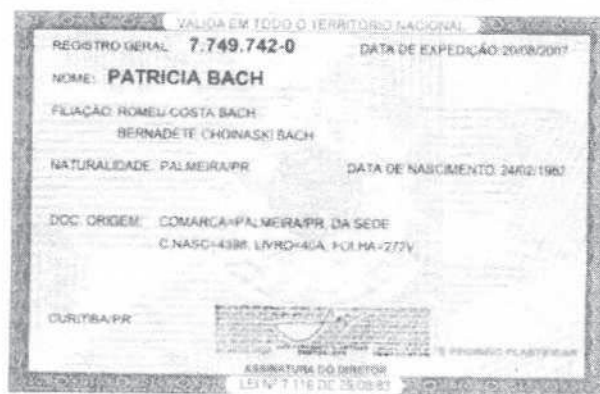 VÁLIDA EM TODO O TERRITÓRIO NACIONAL
REGISTRO GERAL: 7.749.742-0 DATA DE EXPEDIÇÃO: 20/08/2007
NOME: PATRICIA BACH
FILIAÇÃO: ROMEU COSTA BACH
BERNADETE CHOINASKI BACH
NATURALIDADE: PALMEIRA/PR DATA DE NASCIMENTO: 24/02/1982
DOC. ORIGEM: COMARCA=PALMEIRA/PR, DA SEDE
C.NASC=4398, LIVRO=40A, FOLHA=272V
CURITIBA/PR
É PROIBIDO PLASTIFICAR
ASSINATURA DO DIRETOR
LEI Nº 7.116 DE 29/08/83